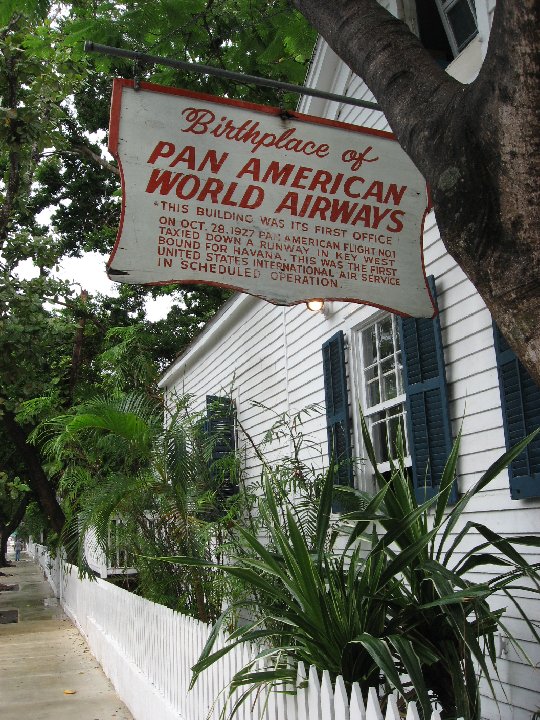 Birthplace of
PAN AMERICAN
WORLD AIRWAYS
"THIS BUILDING WAS ITS FIRST OFFICE
ON OCT. 28, 1927 PAN AMERICAN FLIGHT NO1
TAXIED DOWN A RUNWAY IN KEY WEST
BOUND FOR HAVANA. THIS WAS THE FIRST
UNITED STATES INTERNATIONAL AIR SERVICE
IN SCHEDULED OPERATION.